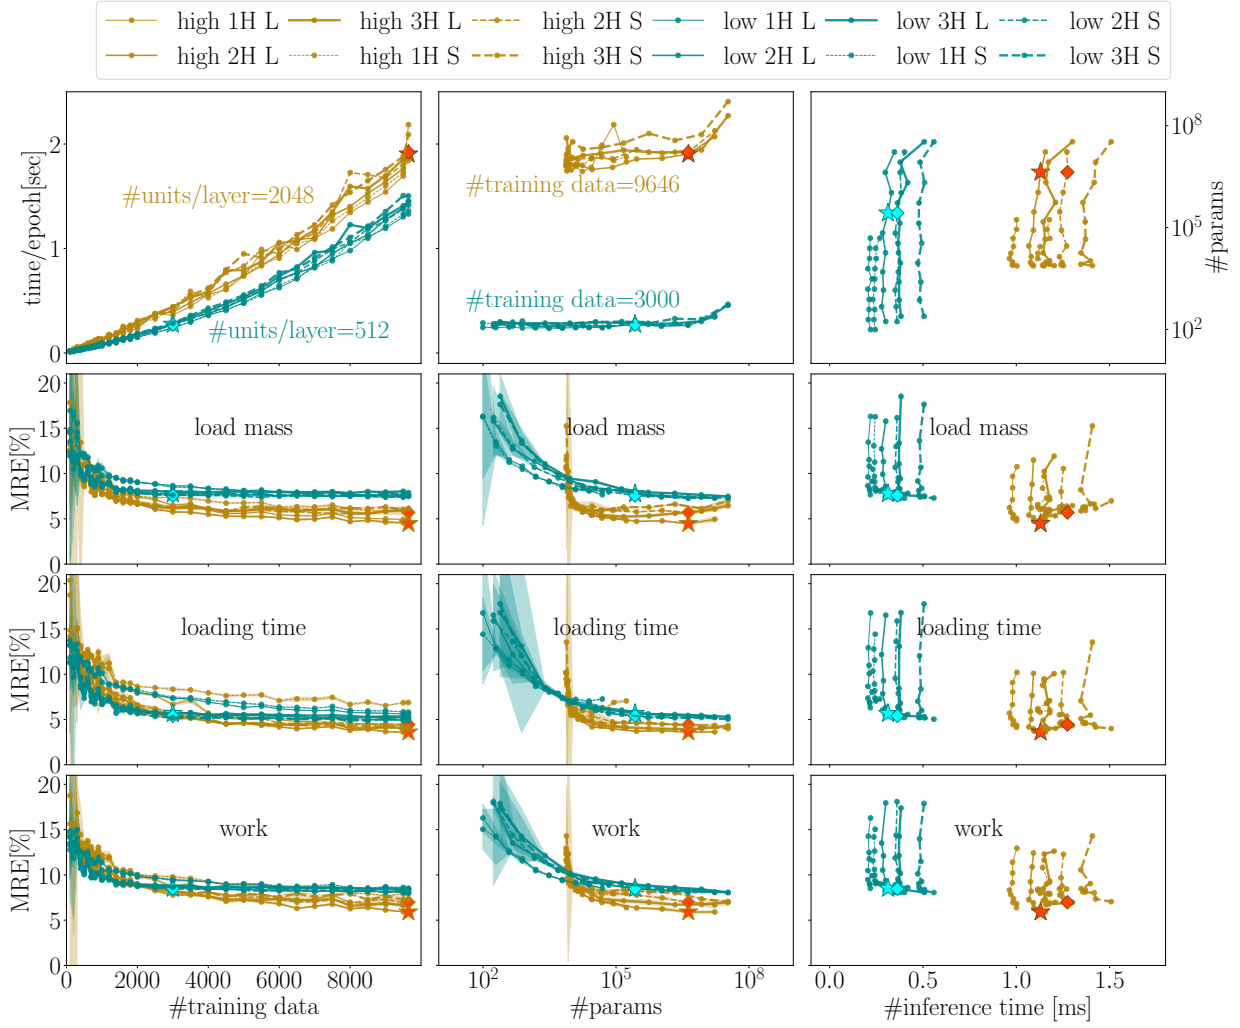 high 1H L high 3H L high 2H S low 1H L low 3H L low 2H S
high 2H L high 1H S high 3H S low 2H L low 1H S low 3H S
time/epoch[sec]
2
1
0
#units/layer=2048
#units/layer=512
#training data=9646
#training data=3000
10^8
10^5
10^2
#params
MRE[%]
20
15
10
5
0
load mass
load mass
load mass
MRE[%]
20
15
10
5
0
loading time
loading time
loading time
MRE[%]
20
15
10
5
0
work
work
work
0 2000 4000 6000 8000
10^2 10^5 10^8
0.0 0.5 1.0 1.5
#training data
#params
#inference time [ms]